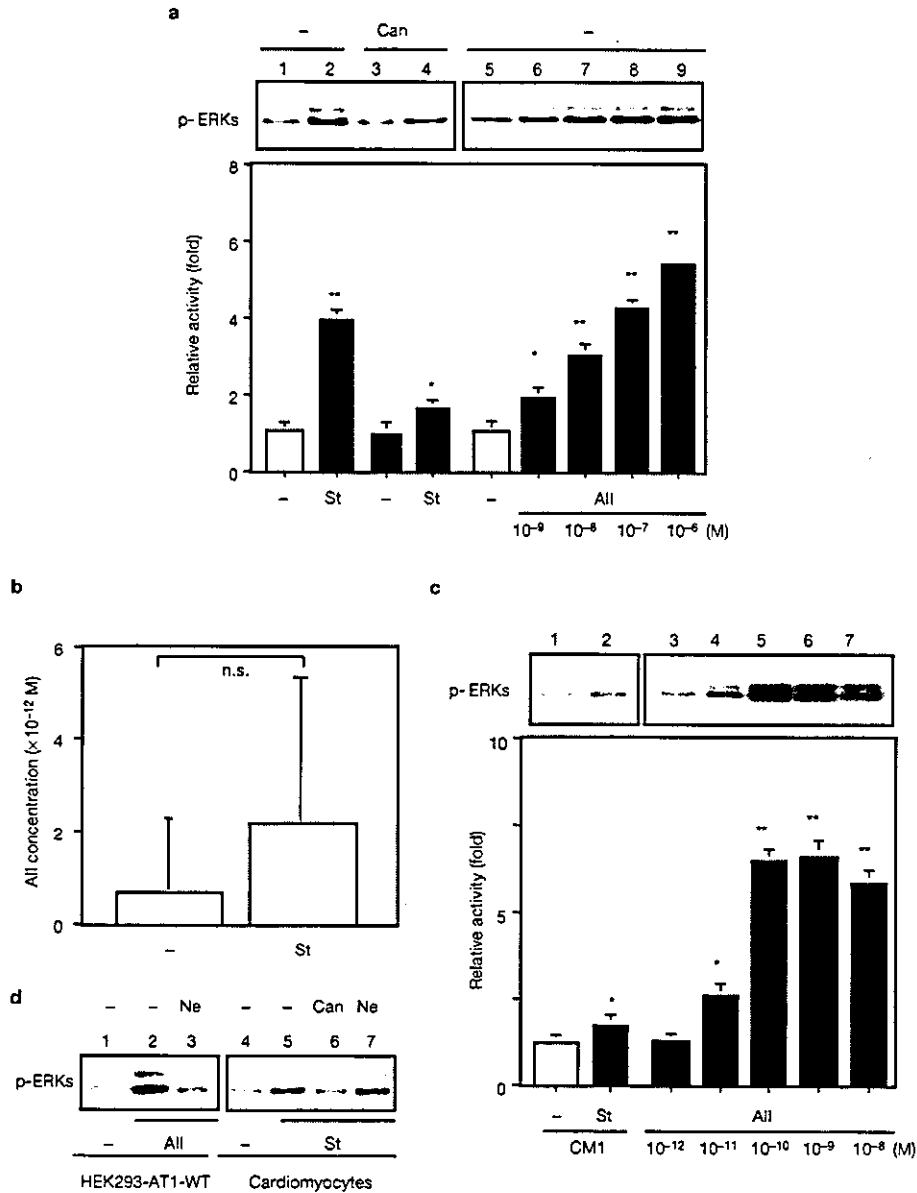 a
– Can –
1 2 3 4 5 6 7 8 9
p-ERKs
8
6
4
2
0
Relative activity (fold)
** * * ** ** **
– St – St – AII
10⁻⁹ 10⁻⁸ 10⁻⁷ 10⁻⁶ (M)
b
6
4
2
0
AII concentration (×10⁻¹² M)
n.s.
– St
c
1 2 3 4 5 6 7
p-ERKs
10
5
0
Relative activity (fold)
* * ** ** **
– St AII
CM1 10⁻¹² 10⁻¹¹ 10⁻¹⁰ 10⁻⁹ 10⁻⁸ (M)
d
– – Ne – – Can Ne
1 2 3 4 5 6 7
p-ERKs
– AII – St
HEK293-AT1-WT Cardiomyocytes